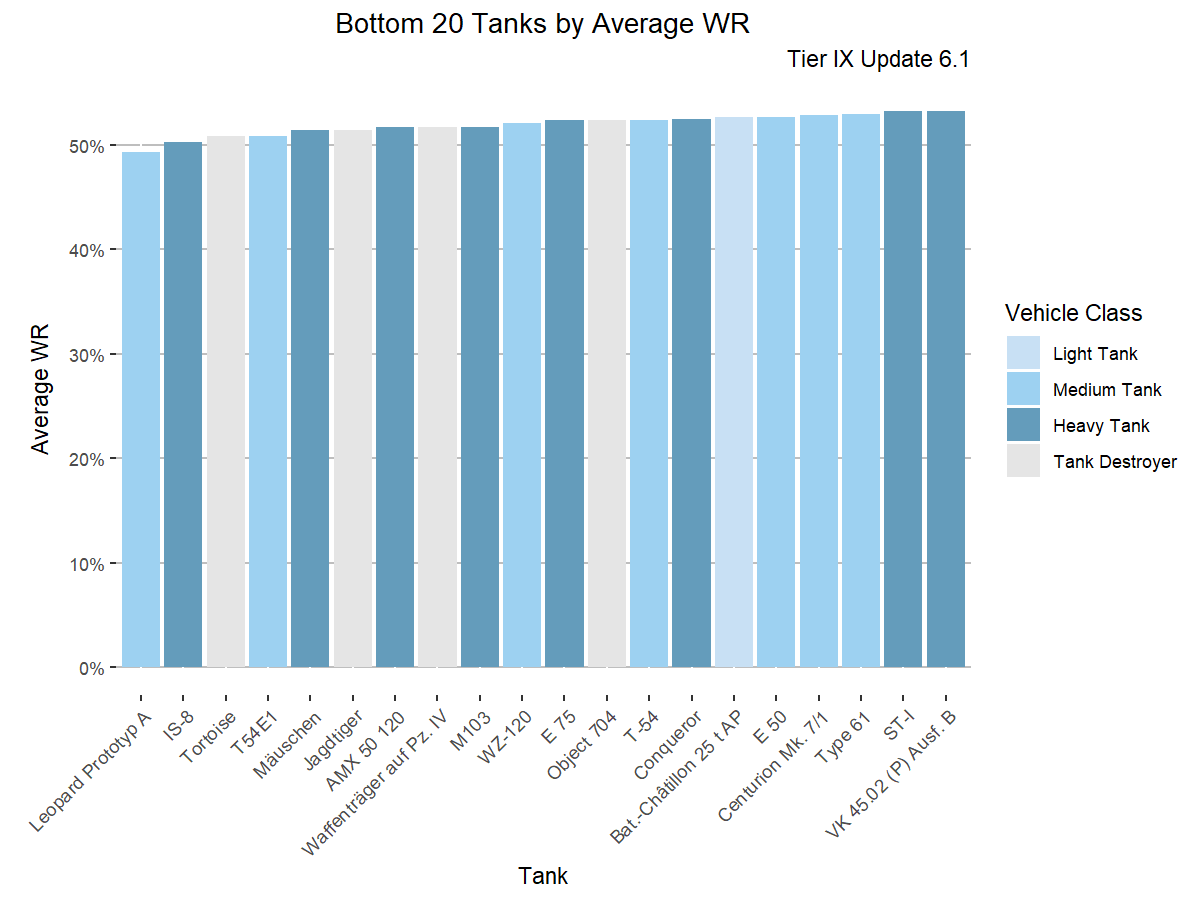 Bottom 20 Tanks by Average WR
Tier IX Update 6.1
Average WR
50%
40%
30%
20%
10%
0%
Leopard Prototyp A
IS-8
Tortoise
T54E1
Mäuschen
Jagdtiger
AMX 50 120
Waffenträger auf Pz. IV
M103
WZ-120
E 75
Object 704
T-54
Conqueror
Bat.-Châtillon 25 t AP
E 50
Centurion Mk. 7/1
Type 61
ST-I
VK 45.02 (P) Ausf. B
Tank
Vehicle Class
Light Tank
Medium Tank
Heavy Tank
Tank Destroyer